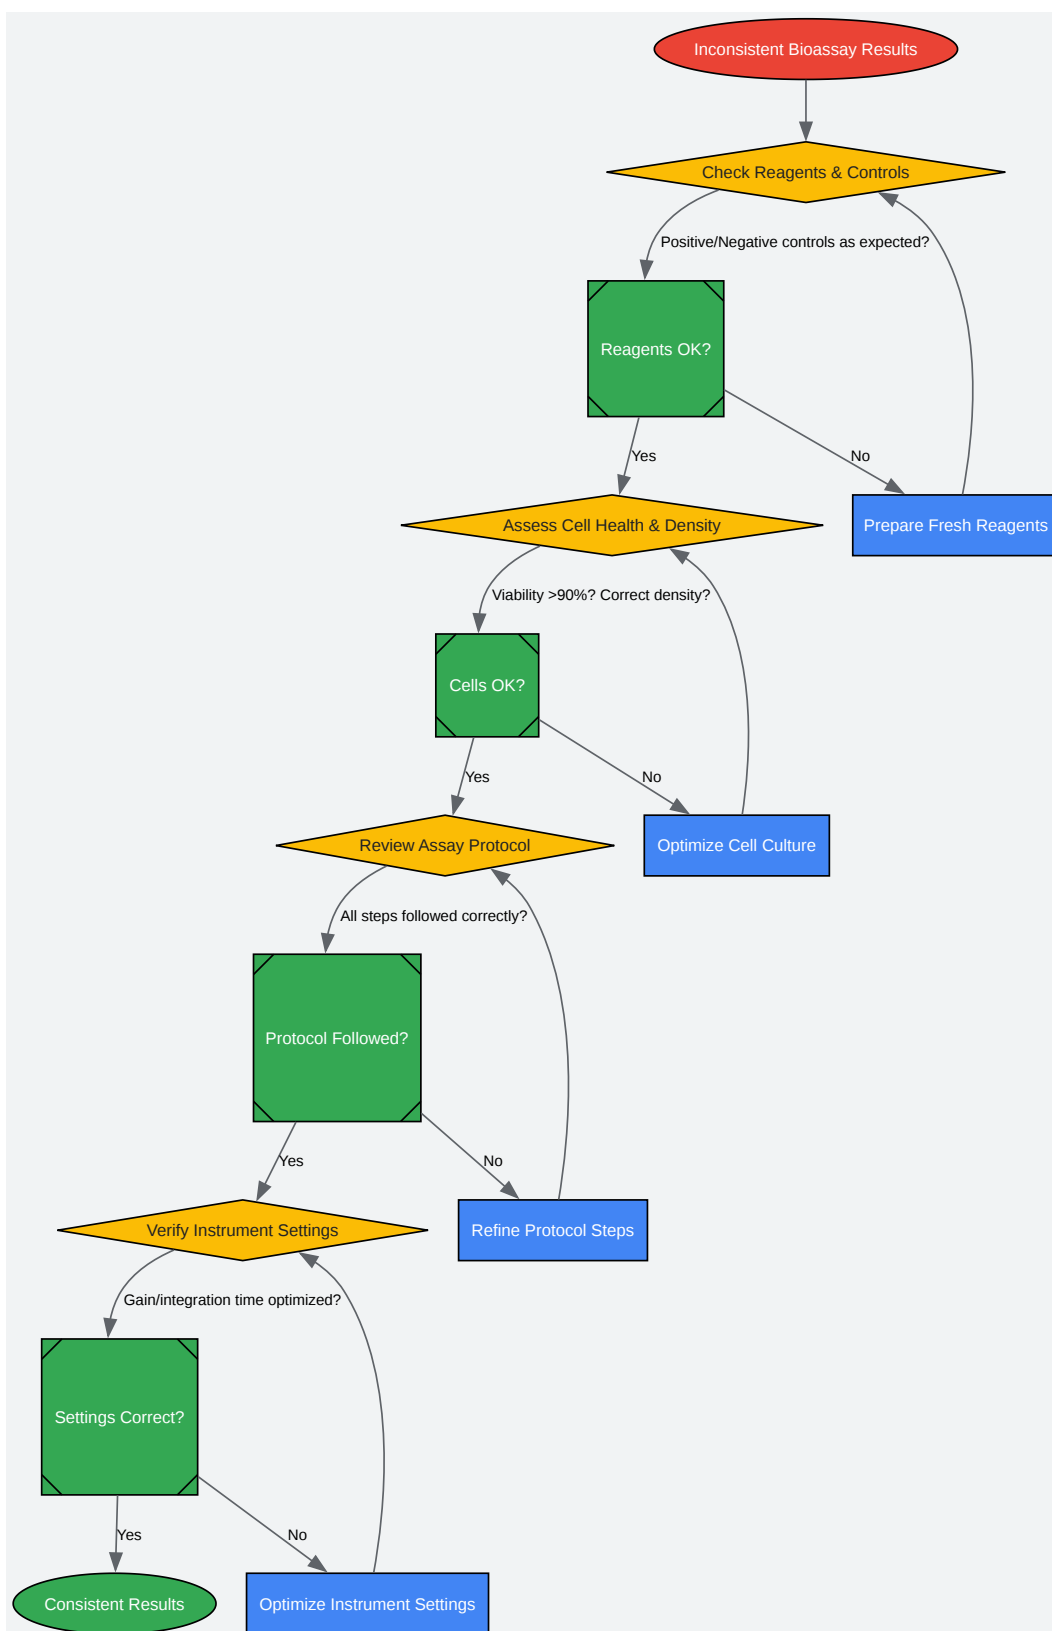 Inconsistent Bioassay Results
Check Reagents & Controls
Positive/Negative controls as expected?
Reagents OK?
Yes
No
Prepare Fresh Reagents
Assess Cell Health & Density
Viability >90%? Correct density?
Cells OK?
Yes
No
Optimize Cell Culture
Review Assay Protocol
All steps followed correctly?
Protocol Followed?
Yes
No
Refine Protocol Steps
Verify Instrument Settings
Gain/integration time optimized?
Settings Correct?
Yes
No
Consistent Results
Optimize Instrument Settings